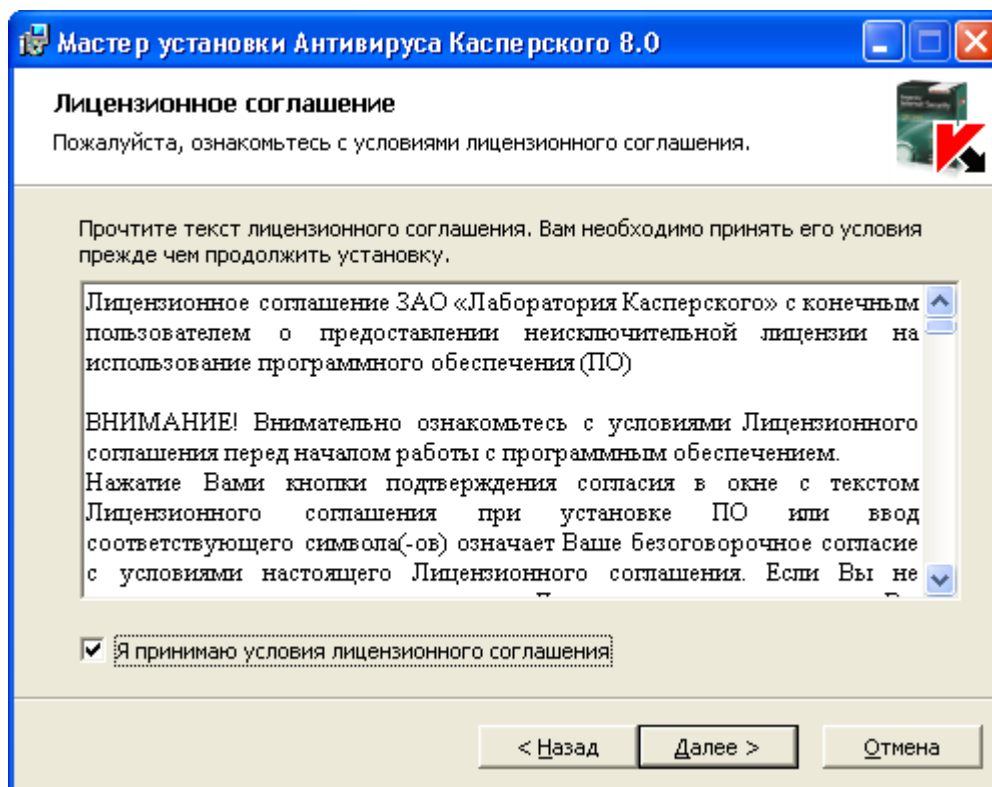 Мастер установки Антивируса Касперского 8.0
Лицензионное соглашение
Пожалуйста, ознакомьтесь с условиями лицензионного соглашения.
Прочтите текст лицензионного соглашения. Вам необходимо принять его условия
прежде чем продолжить установку.
Лицензионное соглашение ЗАО «Лаборатория Касперского» с конечным
пользователем о предоставлении неисключительной лицензии на
использование программного обеспечения (ПО)
ВНИМАНИЕ! Внимательно ознакомьтесь с условиями Лицензионного
соглашения перед началом работы с программным обеспечением.
Нажатие Вами кнопки подтверждения согласия в окне с текстом
Лицензионного соглашения при установке ПО или ввод
соответствующего символа(-ов) означает Ваше безоговорочное согласие
с условиями настоящего Лицензионного соглашения. Если Вы не
Я принимаю условия лицензионного соглашения
< Назад
Далее >
Отмена